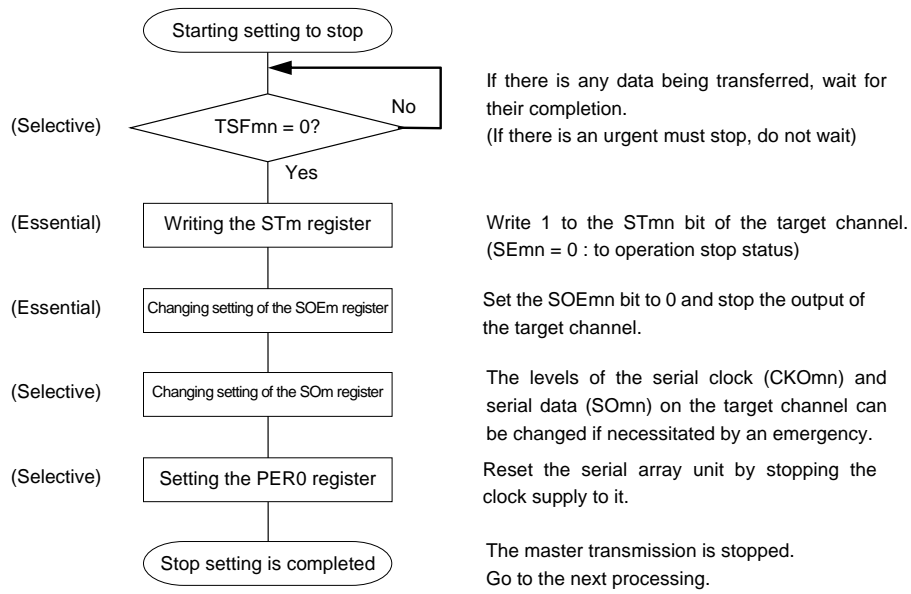 Starting setting to stop
No
If there is any data being transferred, wait for
their completion.
(If there is an urgent must stop, do not wait)
(Selective)
TSFmn = 0?
Yes
(Essential)
Writing the STm register
Write 1 to the STmn bit of the target channel.
(SEmn = 0 : to operation stop status)
(Essential)
Changing setting of the SOEm register
Set the SOEmn bit to 0 and stop the output of
the target channel.
(Selective)
Changing setting of the SOm register
The levels of the serial clock (CKOmn) and
serial data (SOmn) on the target channel can
be changed if necessitated by an emergency.
(Selective)
Setting the PER0 register
Reset the serial array unit by stopping the
clock supply to it.
Stop setting is completed
The master transmission is stopped.
Go to the next processing.